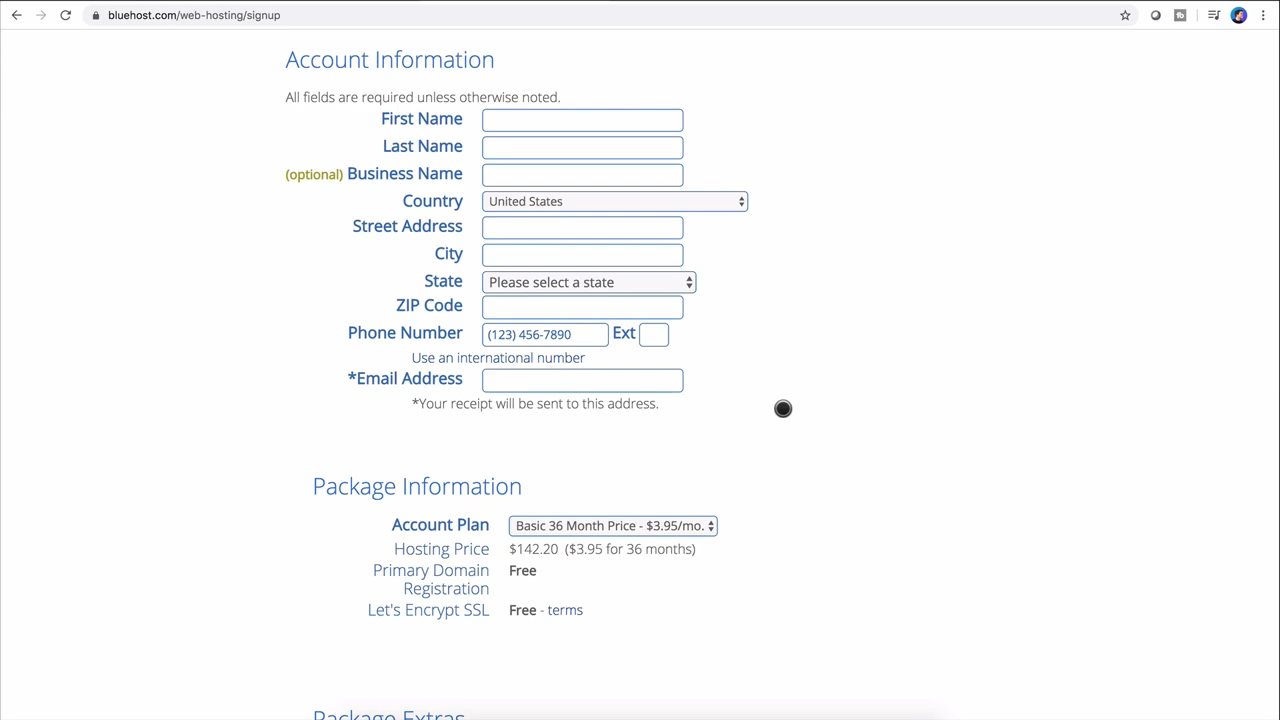 bluehost.com/web-hosting/signup
Account Information
All fields are required unless otherwise noted.
First Name
Last Name
(optional) Business Name
Country United States
Street Address
City
State Please select a state
ZIP Code
Phone Number (123) 456-7890 Ext
Use an international number
*Email Address
*Your receipt will be sent to this address.
Package Information
Account Plan Basic 36 Month Price - $3.95/mo.
Hosting Price $142.20 ($3.95 for 36 months)
Primary Domain Free
Registration
Let's Encrypt SSL Free - terms
Package Extras